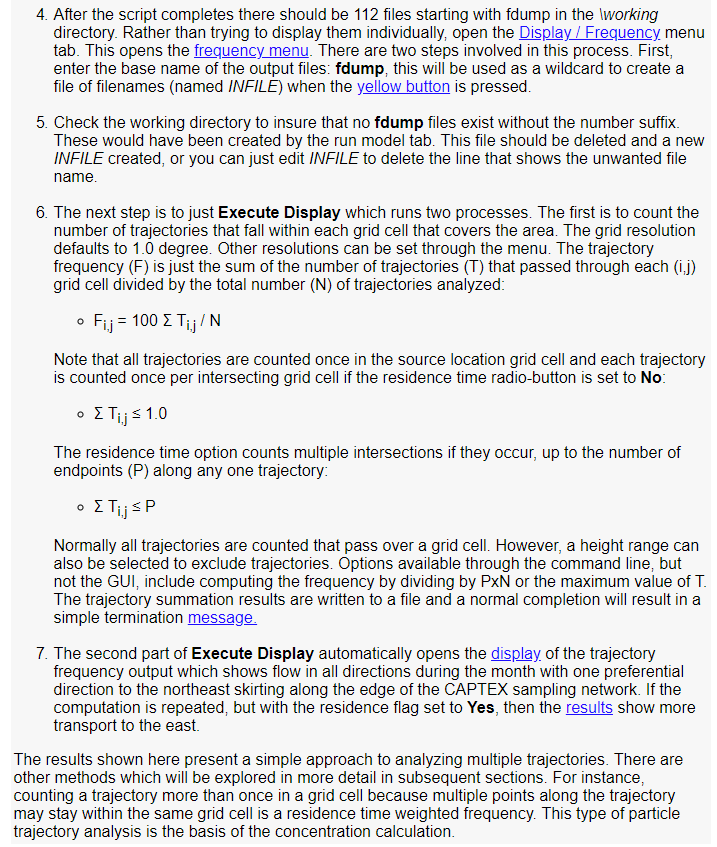 4. After the script completes there should be 112 files starting with fdump in the \working
directory. Rather than trying to display them individually, open the Display / Frequency menu
tab. This opens the frequency menu. There are two steps involved in this process. First,
enter the base name of the output files: fdump, this will be used as a wildcard to create a
file of filenames (named INFILE) when the yellow button is pressed.
5. Check the working directory to insure that no fdump files exist without the number suffix.
These would have been created by the run model tab. This file should be deleted and a new
INFILE created, or you can just edit INFILE to delete the line that shows the unwanted file
name.
6. The next step is to just Execute Display which runs two processes. The first is to count the
number of trajectories that fall within each grid cell that covers the area. The grid resolution
defaults to 1.0 degree. Other resolutions can be set through the menu. The trajectory
frequency (F) is just the sum of the number of trajectories (T) that passed through each (i,j)
grid cell divided by the total number (N) of trajectories analyzed:
◦ Fi,j = 100 Σ Ti,j / N
Note that all trajectories are counted once in the source location grid cell and each trajectory
is counted once per intersecting grid cell if the residence time radio-button is set to No:
◦ Σ Ti,j ≤ 1.0
The residence time option counts multiple intersections if they occur, up to the number of
endpoints (P) along any one trajectory:
◦ Σ Ti,j ≤ P
Normally all trajectories are counted that pass over a grid cell. However, a height range can
also be selected to exclude trajectories. Options available through the command line, but
not the GUI, include computing the frequency by dividing by PxN or the maximum value of T.
The trajectory summation results are written to a file and a normal completion will result in a
simple termination message.
7. The second part of Execute Display automatically opens the display of the trajectory
frequency output which shows flow in all directions during the month with one preferential
direction to the northeast skirting along the edge of the CAPTEX sampling network. If the
computation is repeated, but with the residence flag set to Yes, then the results show more
transport to the east.
The results shown here present a simple approach to analyzing multiple trajectories. There are
other methods which will be explored in more detail in subsequent sections. For instance,
counting a trajectory more than once in a grid cell because multiple points along the trajectory
may stay within the same grid cell is a residence time weighted frequency. This type of particle
trajectory analysis is the basis of the concentration calculation.